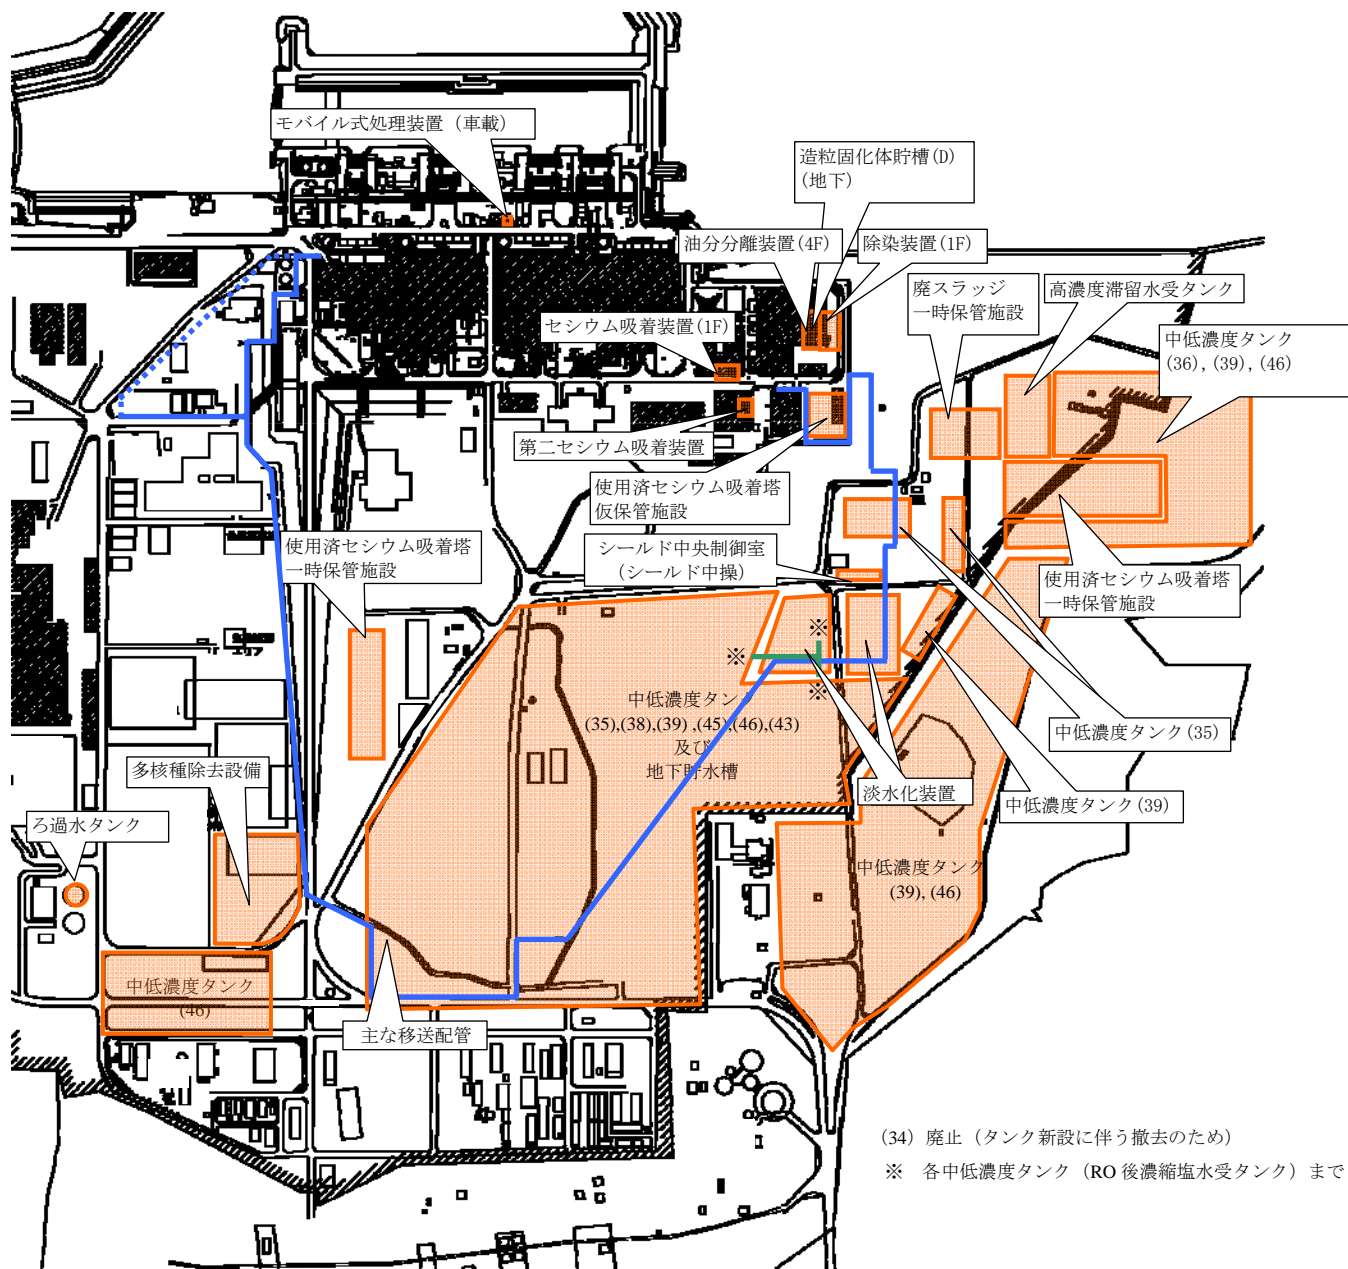 モバイル式処理装置（車載）
造粒固化体貯槽(D)
(地下)
油分分離装置(4F)
除染装置(1F)
廃スラッジ
一時保管施設
高濃度滞留水受タンク
セシウム吸着装置(1F)
中低濃度タンク
(36), (39), (46)
第二セシウム吸着装置
使用済セシウム吸着塔
仮保管施設
使用済セシウム吸着塔
一時保管施設
シールド中央制御室
（シールド中操）
使用済セシウム吸着塔
一時保管施設
エリア
※
※
※
中低濃度タンク
(35),(38),(39) ,(45),(46),(43)
及び
地下貯水槽
中低濃度タンク(35)
多核種除去設備
淡水化装置
中低濃度タンク(39)
ろ過水タンク
中低濃度タンク
(39), (46)
中低濃度タンク
(46)
主な移送配管
(34) 廃止（タンク新設に伴う撤去のため）
※ 各中低濃度タンク（RO 後濃縮塩水受タンク）まで